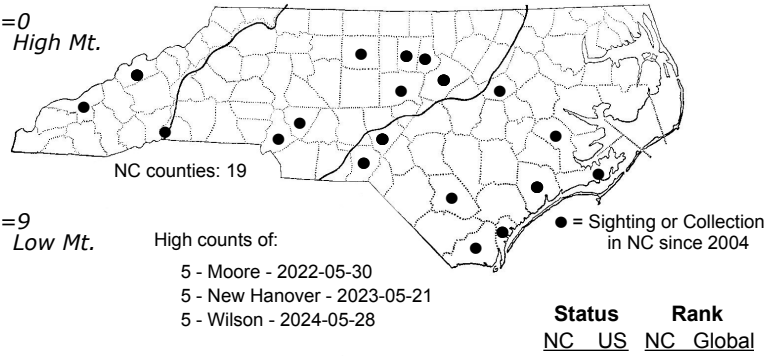 =0
High Mt.
NC counties: 19
=9
Low Mt.
● = Sighting or Collection
in NC since 2004
High counts of:
5 - Moore - 2022-05-30
5 - New Hanover - 2023-05-21
5 - Wilson - 2024-05-28
Status Rank
NC US NC Global